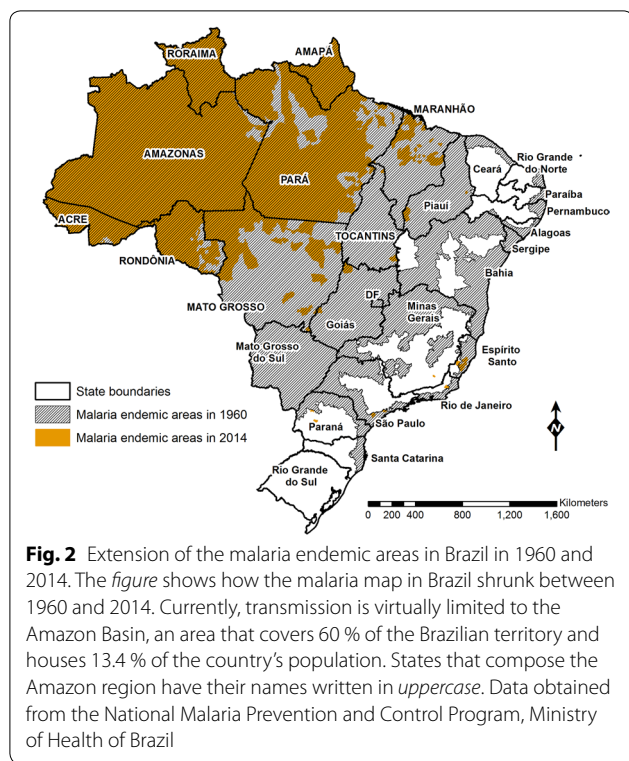 RORAIMA
AMAPÁ
MARANHÃO
AMAZONAS
PARÁ
Ceará
Rio Grande
do Norte
Paraíba
Pernambuco
Piauí
ACRE
TOCANTINS
Alagoas
Sergipe
RONDÔNIA
Bahia
MATO GROSSO
DF
Goiás
Minas
Gerais
Mato Grosso
do Sul
Espírito
Santo
Rio de Janeiro
São Paulo
Paraná
Santa Catarina
Rio Grande
do Sul
State boundaries
Malaria endemic areas in 1960
Malaria endemic areas in 2014
N
Kilometers
0 200 400 800 1,200 1,600
Fig. 2 Extension of the malaria endemic areas in Brazil in 1960 and
2014. The figure shows how the malaria map in Brazil shrunk between
1960 and 2014. Currently, transmission is virtually limited to the
Amazon Basin, an area that covers 60 % of the Brazilian territory and
houses 13.4 % of the country's population. States that compose the
Amazon region have their names written in uppercase. Data obtained
from the National Malaria Prevention and Control Program, Ministry
of Health of Brazil